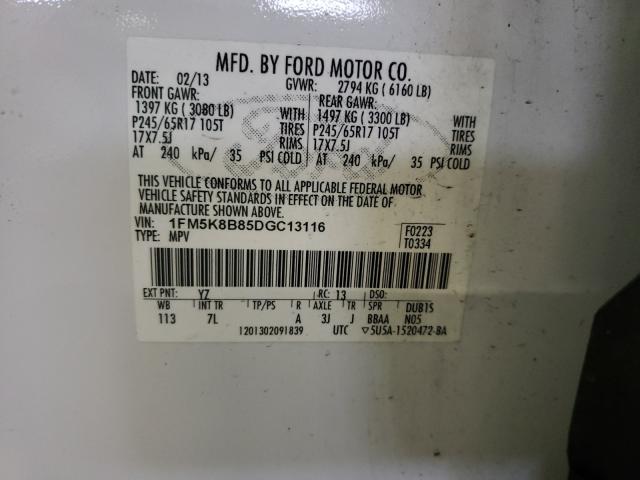 MFD. BY FORD MOTOR CO.
DATE: 02/13 GVWR: 2794 KG ( 6160 LB)
FRONT GAWR: REAR GAWR:
1397 KG ( 3080 LB) WITH 1497 KG ( 3300 LB) WITH
P245/65R17 105T TIRES P245/65R17 105T TIRES
17X7.5J RIMS 17X7.5J RIMS
AT 240 kPa/ 35 PSI COLD AT 240 kPa/ 35 PSI COLD
THIS VEHICLE CONFORMS TO ALL APPLICABLE FEDERAL MOTOR
VEHICLE SAFETY STANDARDS IN EFFECT ON THE DATE OF
MANUFACTURE SHOWN ABOVE.
VIN: 1FM5K8B85DGC13116 F0223
TYPE: MPV T0334
EXT PNT: YZ RC: 13 DSO:
WB INT TR TP/PS R AXLE TR SPR DUB1S
113 7L A 3J J BBAA N05
1201302091839 UTC ▽5U5A-1520472-BA